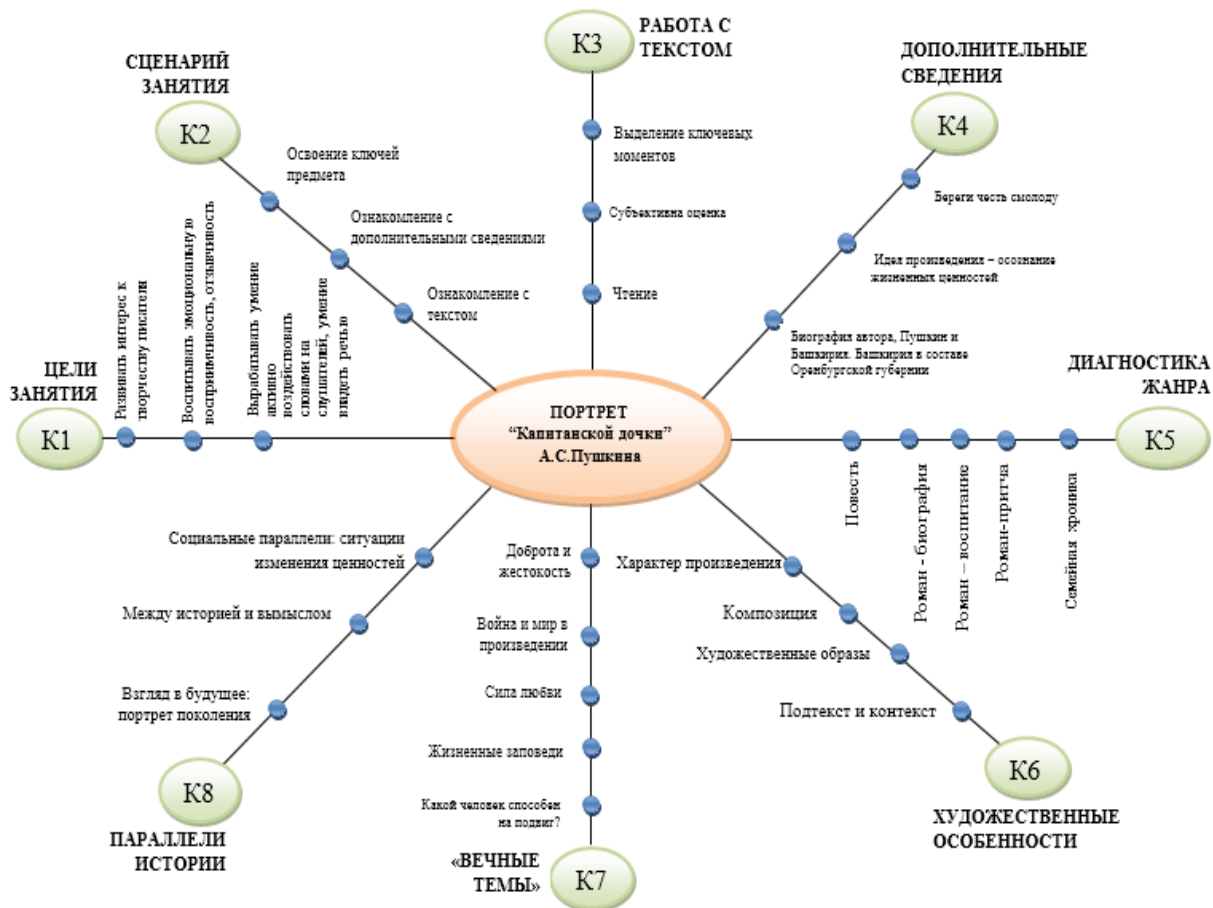 ПОРТРЕТ
“Капитанской дочки”
А.С.Пушкина
К1
ЦЕЛИ
ЗАНЯТИЯ
Развивать интерес к
творчеству писателя
Воспитывать эмоциональную
восприимчивость, отзывчивость
Вырабатывать умение
активно
воздействовать
словами на
слушателей, умение
владеть речью
К2
СЦЕНАРИЙ
ЗАНЯТИЯ
Освоение ключей
предмета
Ознакомление с
дополнительными сведениями
Ознакомление с
текстом
К3
РАБОТА С
ТЕКСТОМ
Выделение ключевых
моментов
Субъективна оценка
Чтение
К4
ДОПОЛНИТЕЛЬНЫЕ
СВЕДЕНИЯ
Береги честь смолоду
Идея произведения – осознание
жизненных ценностей
Биография автора, Пушкин и
Башкирия. Башкирия в составе
Оренбургской губернии
К5
ДИАГНОСТИКА
ЖАНРА
Повесть
Роман - биография
Роман – воспитание
Роман-притча
Семейная хроника
К6
ХУДОЖЕСТВЕННЫЕ
ОСОБЕННОСТИ
Характер произведения
Композиция
Художественные образы
Подтекст и контекст
К7
«ВЕЧНЫЕ
ТЕМЫ»
Доброта и
жестокость
Война и мир в
произведении
Сила любви
Жизненные заповеди
Какой человек способен
на подвиг?
К8
ПАРАЛЛЕЛИ
ИСТОРИИ
Социальные параллели: ситуации
изменения ценностей
Между историей и вымыслом
Взгляд в будущее:
портрет поколения